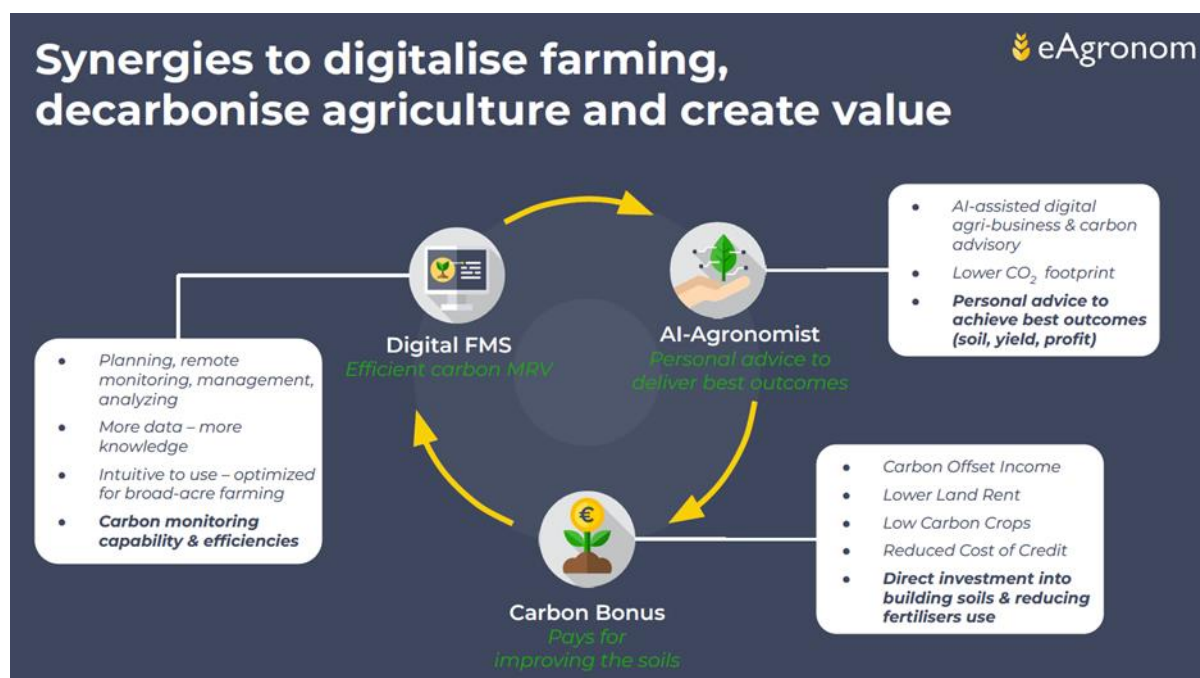 Synergies to digitalise farming,
decarbonise agriculture and create value
eAgronom
Digital FMS
Efficient carbon MRV
● Planning, remote
monitoring, management,
analyzing
● More data – more
knowledge
● Intuitive to use – optimized
for broad-acre farming
● Carbon monitoring
capability & efficiencies
AI-Agronomist
Personal advice to
deliver best outcomes
● AI-assisted digital
agri-business & carbon
advisory
● Lower CO₂ footprint
● Personal advice to
achieve best outcomes
(soil, yield, profit)
€
Carbon Bonus
Pays for
improving the soils
● Carbon Offset Income
● Lower Land Rent
● Low Carbon Crops
● Reduced Cost of Credit
● Direct investment into
building soils & reducing
fertilisers use